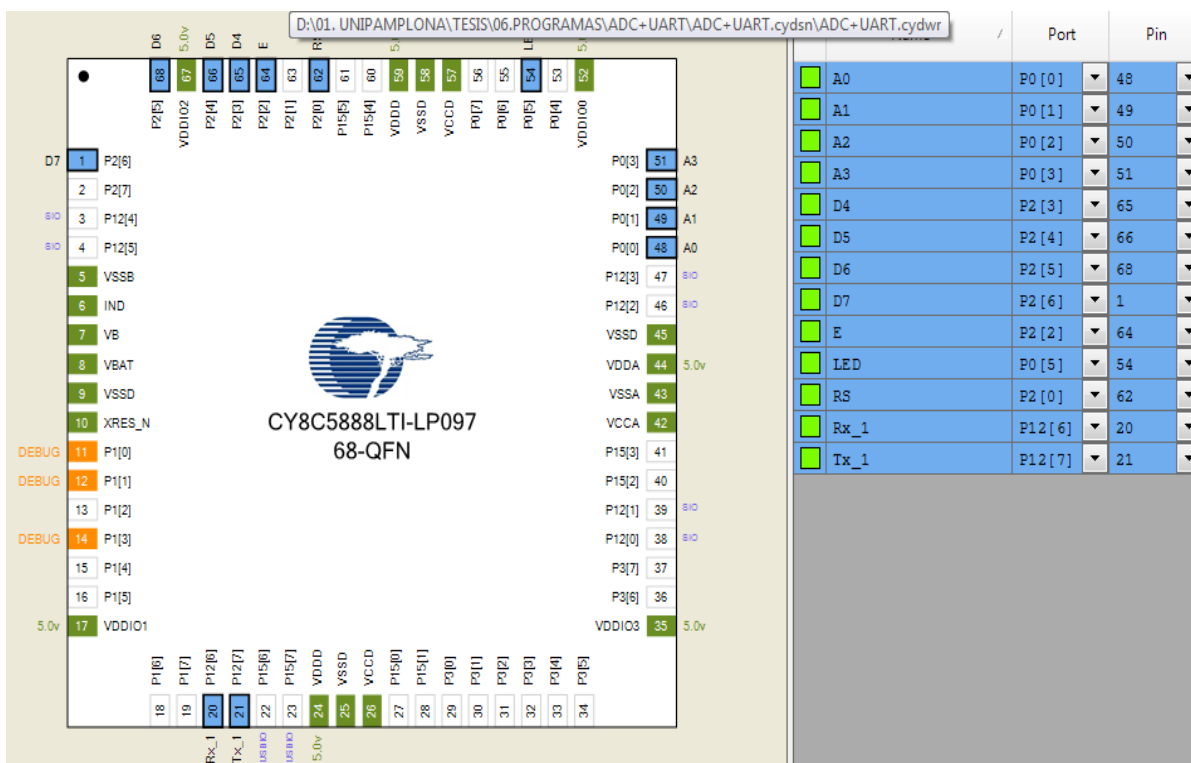 D:\01. UNIPAMPLONA\TESIS\06.PROGRAMAS\ADC+UART\ADC+UART.cydsn\ADC+UART.cydwr
/ Port Pin
D6 5.0v D5 D4 E
68 67 66 65 64 63 62 61 60 59 58 57 56 55 54 53 52
P2[5] VDDIO2 P2[4] P2[3] P2[2] P2[1] P2[0] P15[5] P15[4] VDDD VSSD VCCD P0[7] P0[6] P0[5] P0[4] VDDIO0
D7 1 P2[6]
2 P2[7]
SIO 3 P12[4]
SIO 4 P12[5]
5 VSSB
6 IND
7 VB
8 VBAT
9 VSSD
10 XRES_N
DEBUG 11 P1[0]
DEBUG 12 P1[1]
13 P1[2]
DEBUG 14 P1[3]
15 P1[4]
16 P1[5]
5.0v 17 VDDIO1
CY8C5888LTI-LP097
68-QFN
P0[3] 51 A3
P0[2] 50 A2
P0[1] 49 A1
P0[0] 48 A0
P12[3] 47 SIO
P12[2] 46 SIO
VSSD 45
VDDA 44 5.0v
VSSA 43
VCCA 42
P15[3] 41
P15[2] 40
P12[1] 39 SIO
P12[0] 38 SIO
P3[7] 37
P3[6] 36
VDDIO3 35 5.0v
P1[6] P1[7] P12[6] P12[7] P15[6] P15[7] VDDD VSSD VCCD P15[0] P15[1] P3[0] P3[1] P3[2] P3[3] P3[4] P3[5]
18 19 20 21 22 23 24 25 26 27 28 29 30 31 32 33 34
Rx_1 Tx_1 USBIO USBIO 5.0v
A0 P0[0] 48
A1 P0[1] 49
A2 P0[2] 50
A3 P0[3] 51
D4 P2[3] 65
D5 P2[4] 66
D6 P2[5] 68
D7 P2[6] 1
E P2[2] 64
LED P0[5] 54
RS P2[0] 62
Rx_1 P12[6] 20
Tx_1 P12[7] 21